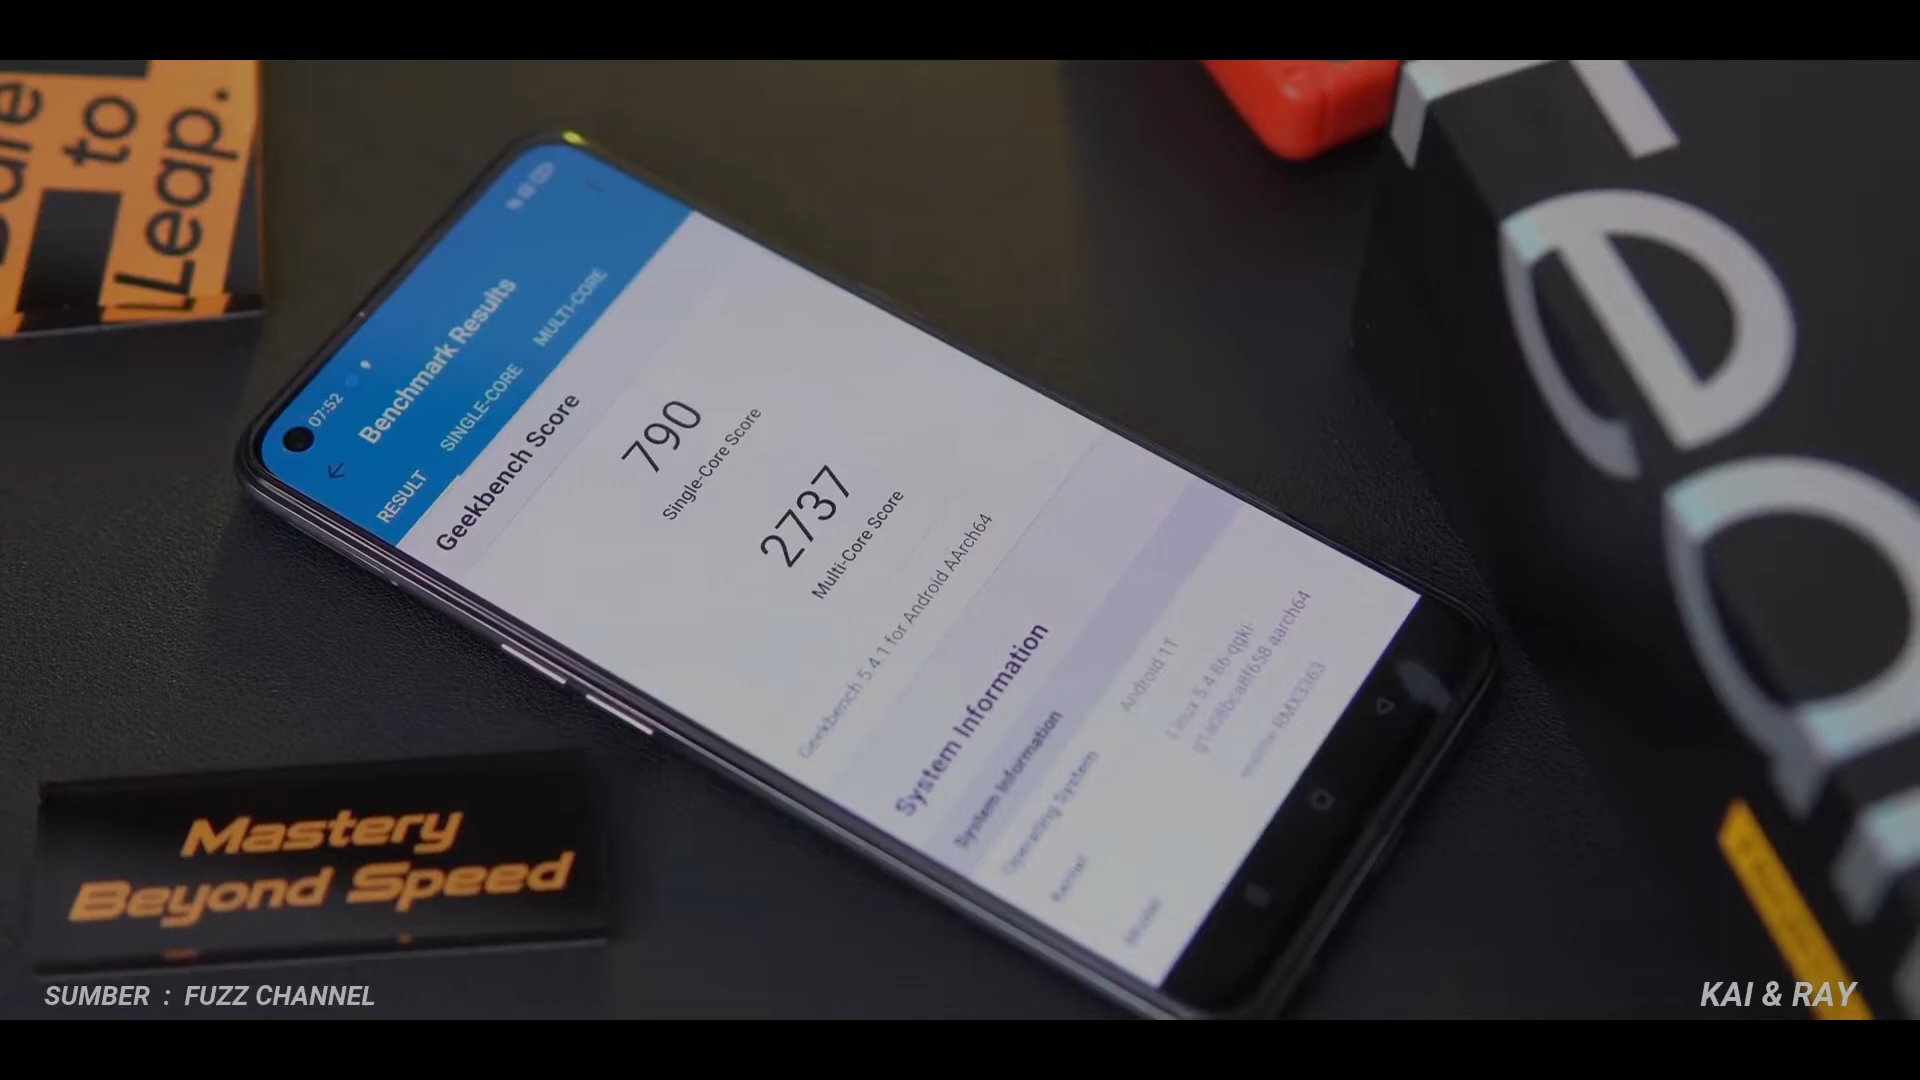 to
Leap.
07:52
Benchmark Results
RESULT
SINGLE-CORE
MULTI-CORE
Geekbench Score
790
Single-Core Score
2737
Multi-Core Score
Geekbench 5.4.1 for Android AArch64
System Information
System Information
Operating System
Android 11
Kernel
Model
realme RMX3363
Mastery
Beyond Speed
SUMBER : FUZZ CHANNEL
KAI & RAY